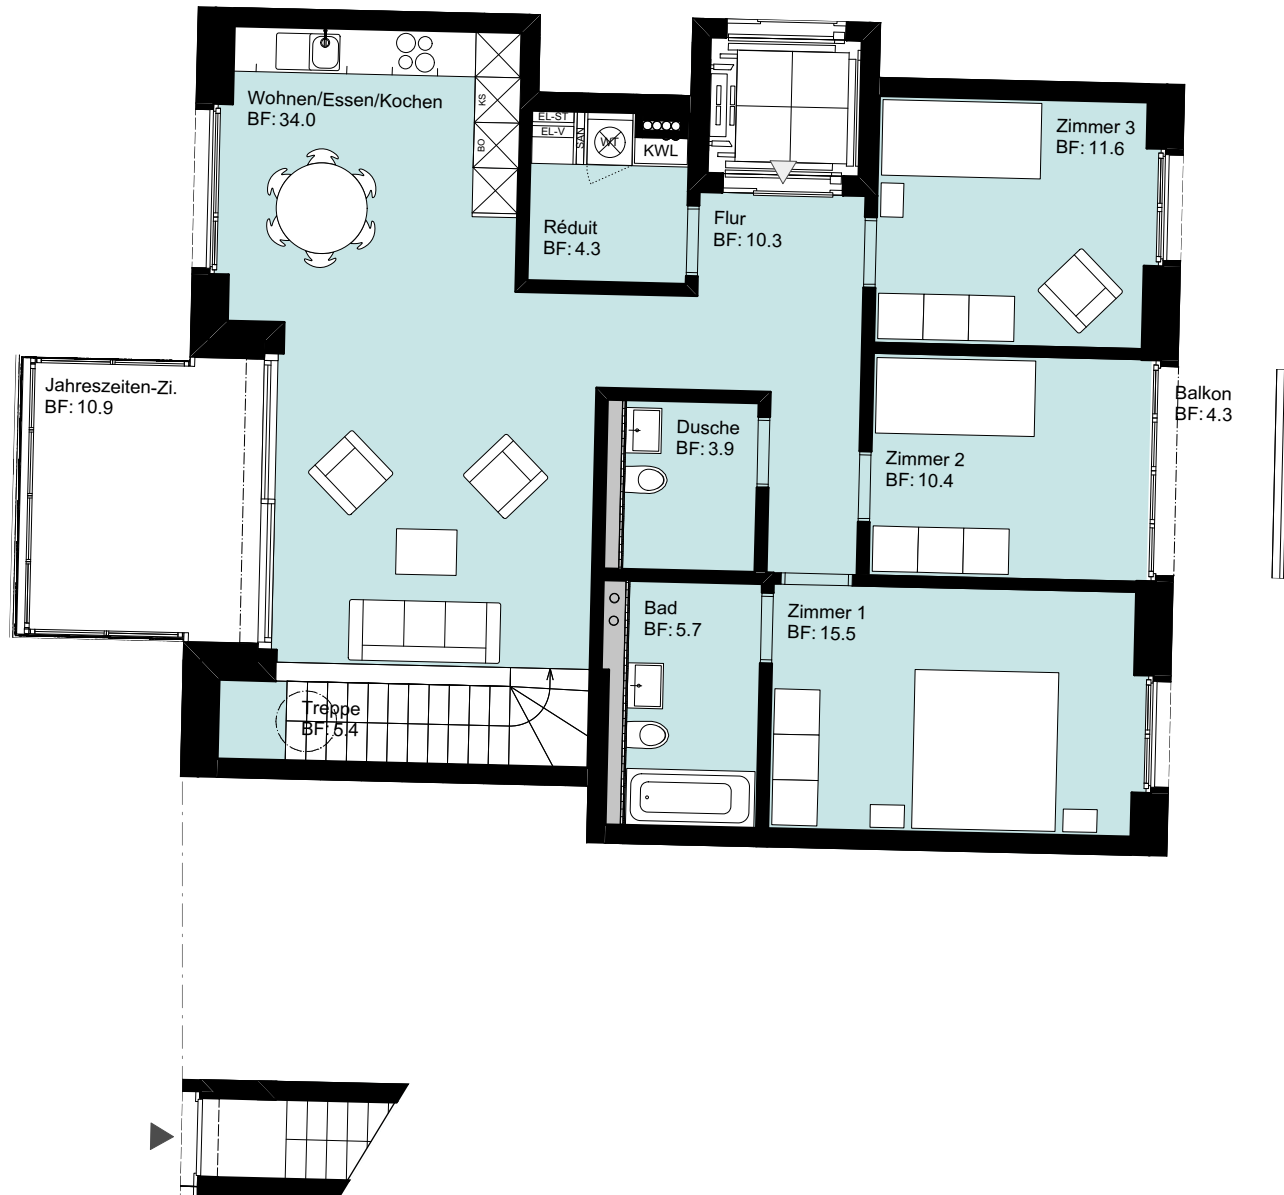 Wohnen/Essen/Kochen
BF: 34.0
KS
BO
EL-ST
EL-V
SAN
WT
KWL
Réduit
BF: 4.3
Flur
BF: 10.3
Zimmer 3
BF: 11.6
Jahreszeiten-Zi.
BF: 10.9
Dusche
BF: 3.9
Zimmer 2
BF: 10.4
Balkon
BF: 4.3
Bad
BF: 5.7
Zimmer 1
BF: 15.5
Treppe
BF: 5.4